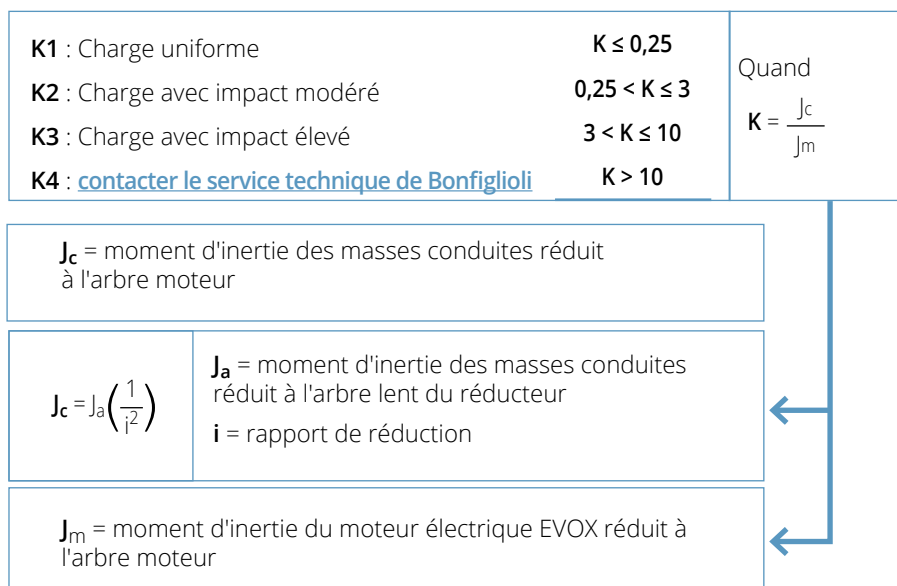 K1 : Charge uniforme K ≤ 0,25
K2 : Charge avec impact modéré 0,25 < K ≤ 3
K3 : Charge avec impact élevé 3 < K ≤ 10
K4 : contacter le service technique de Bonfiglioli K > 10
Quand
K = Jc / Jm
Jc = moment d'inertie des masses conduites réduit
à l'arbre moteur
Jc = Ja(1/i²)
Ja = moment d'inertie des masses conduites
réduit à l'arbre lent du réducteur
i = rapport de réduction
Jm = moment d'inertie du moteur électrique EVOX réduit à
l'arbre moteur